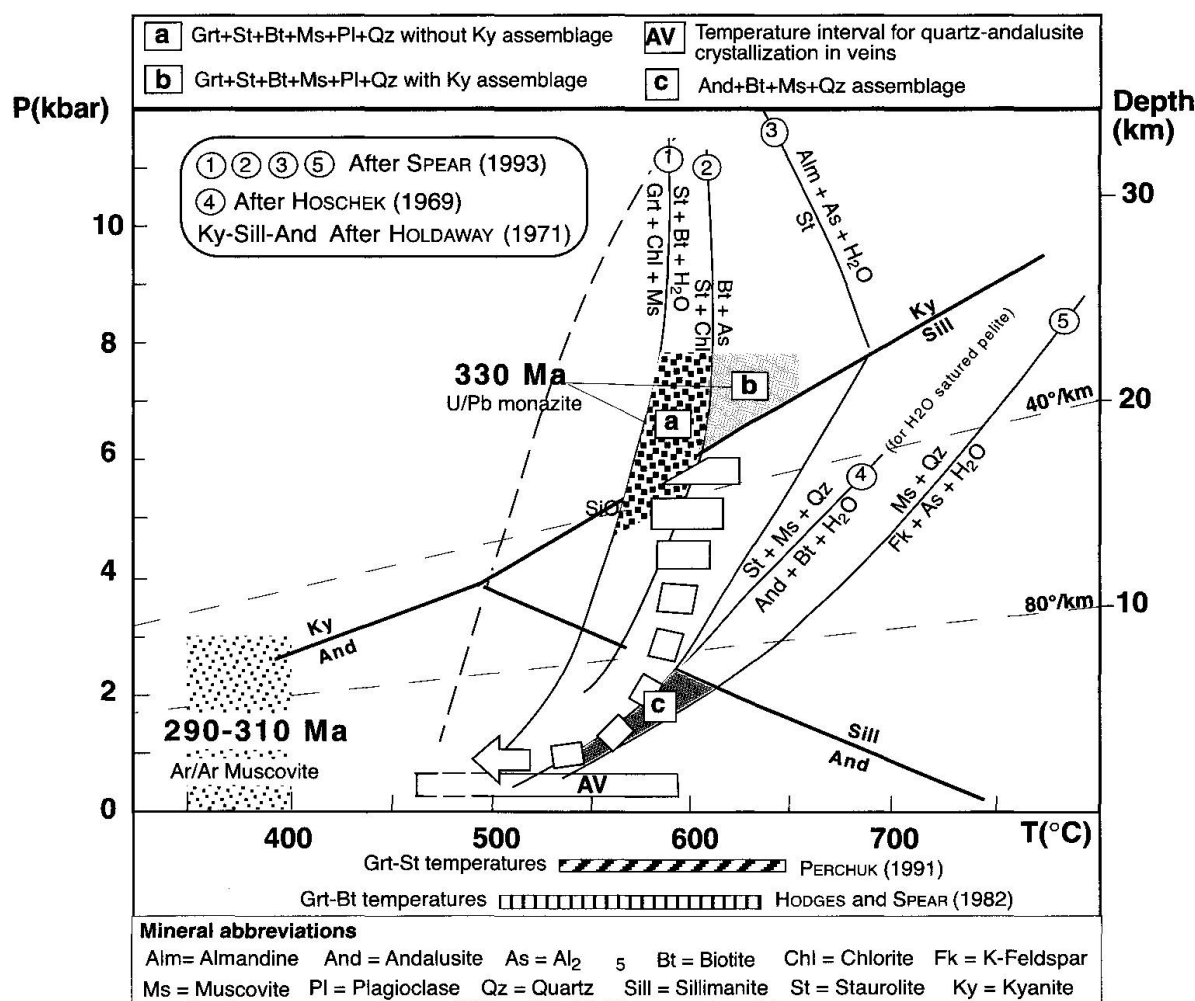 a Grt+St+Bt+Ms+Pl+Qz without Ky assemblage
b Grt+St+Bt+Ms+Pl+Qz with Ky assemblage
AV Temperature interval for quartz-andalusite
crystallization in veins
c And+Bt+Ms+Qz assemblage
P(kbar)
Depth
(km)
1 2 3 5 After SPEAR (1993)
4 After HOSCHEK (1969)
Ky-Sill-And After HOLDAWAY (1971)
1
2
3
Grt + Chl + Ms
St + Bt + H2O
St + Chl
Bt + As
St
Alm + As + H2O
10
8
6
4
2
0
30
20
10
Ky
Sill
5
330 Ma
U/Pb monazite
a
b
(for H2O satured pelite)
40°/km
4
SiO
St + Ms + Qz
And + Bt + H2O
Ms + Qz
Fk + As + H2O
80°/km
Ky
And
290-310 Ma
Ar/Ar Muscovite
c
Sill
And
AV
400
500
600
700
T(°C)
Grt-St temperatures
PERCHUK (1991)
Grt-Bt temperatures
HODGES and SPEAR (1982)
Mineral abbreviations
Alm= Almandine And = Andalusite As = Al2 5 Bt = Biotite Chl = Chlorite Fk = K-Feldspar
Ms = Muscovite Pl = Plagioclase Qz = Quartz Sill = Sillimanite St = Staurolite Ky = Kyanite